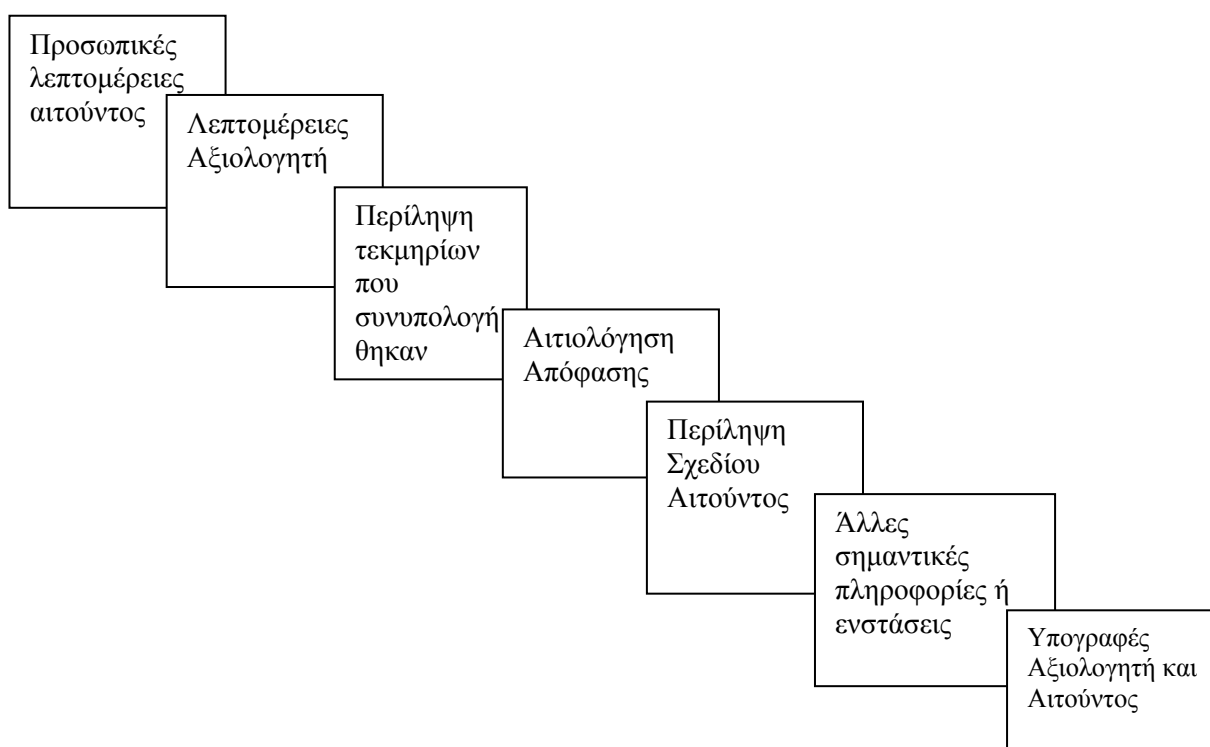 Προσωπικές
λεπτομέρειες
αιτούντος
Λεπτομέρειες
Αξιολογητή
Περίληψη
τεκμηρίων
που
συνυπολογή
θηκαν
Αιτιολόγηση
Απόφασης
Περίληψη
Σχεδίου
Αιτούντος
Άλλες
σημαντικές
πληροφορίες ή
ενστάσεις
Υπογραφές
Αξιολογητή και
Αιτούντος